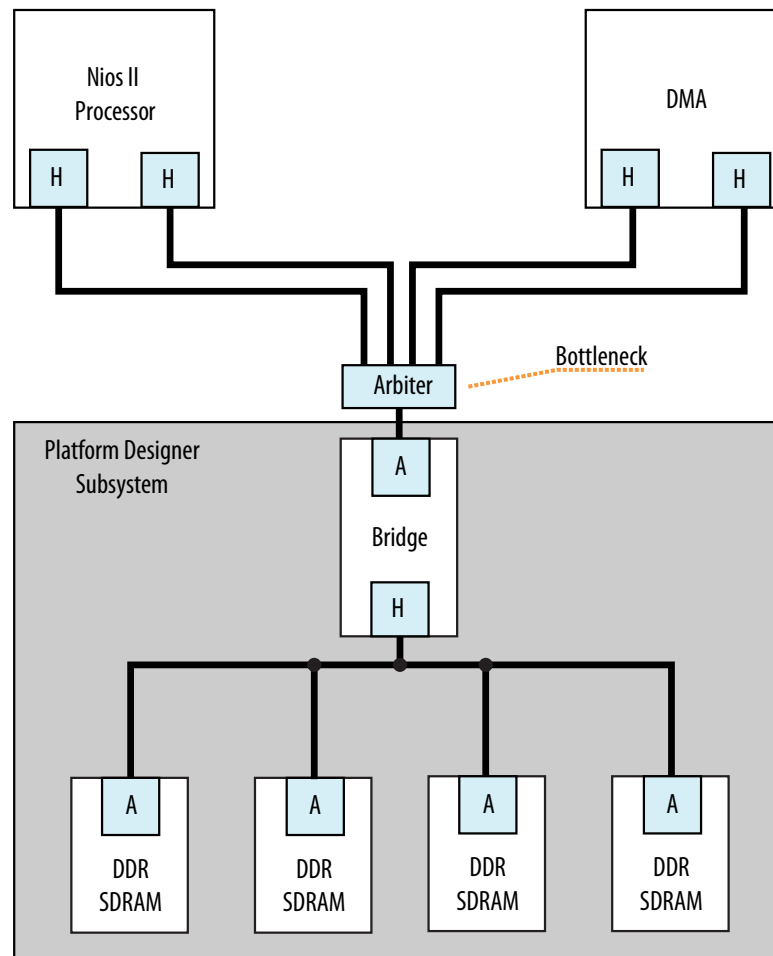 Nios II
Processor
DMA
H
H
H
H
Bottleneck
Arbiter
Platform Designer
Subsystem
A
Bridge
H
A
A
A
A
DDR
SDRAM
DDR
SDRAM
DDR
SDRAM
DDR
SDRAM